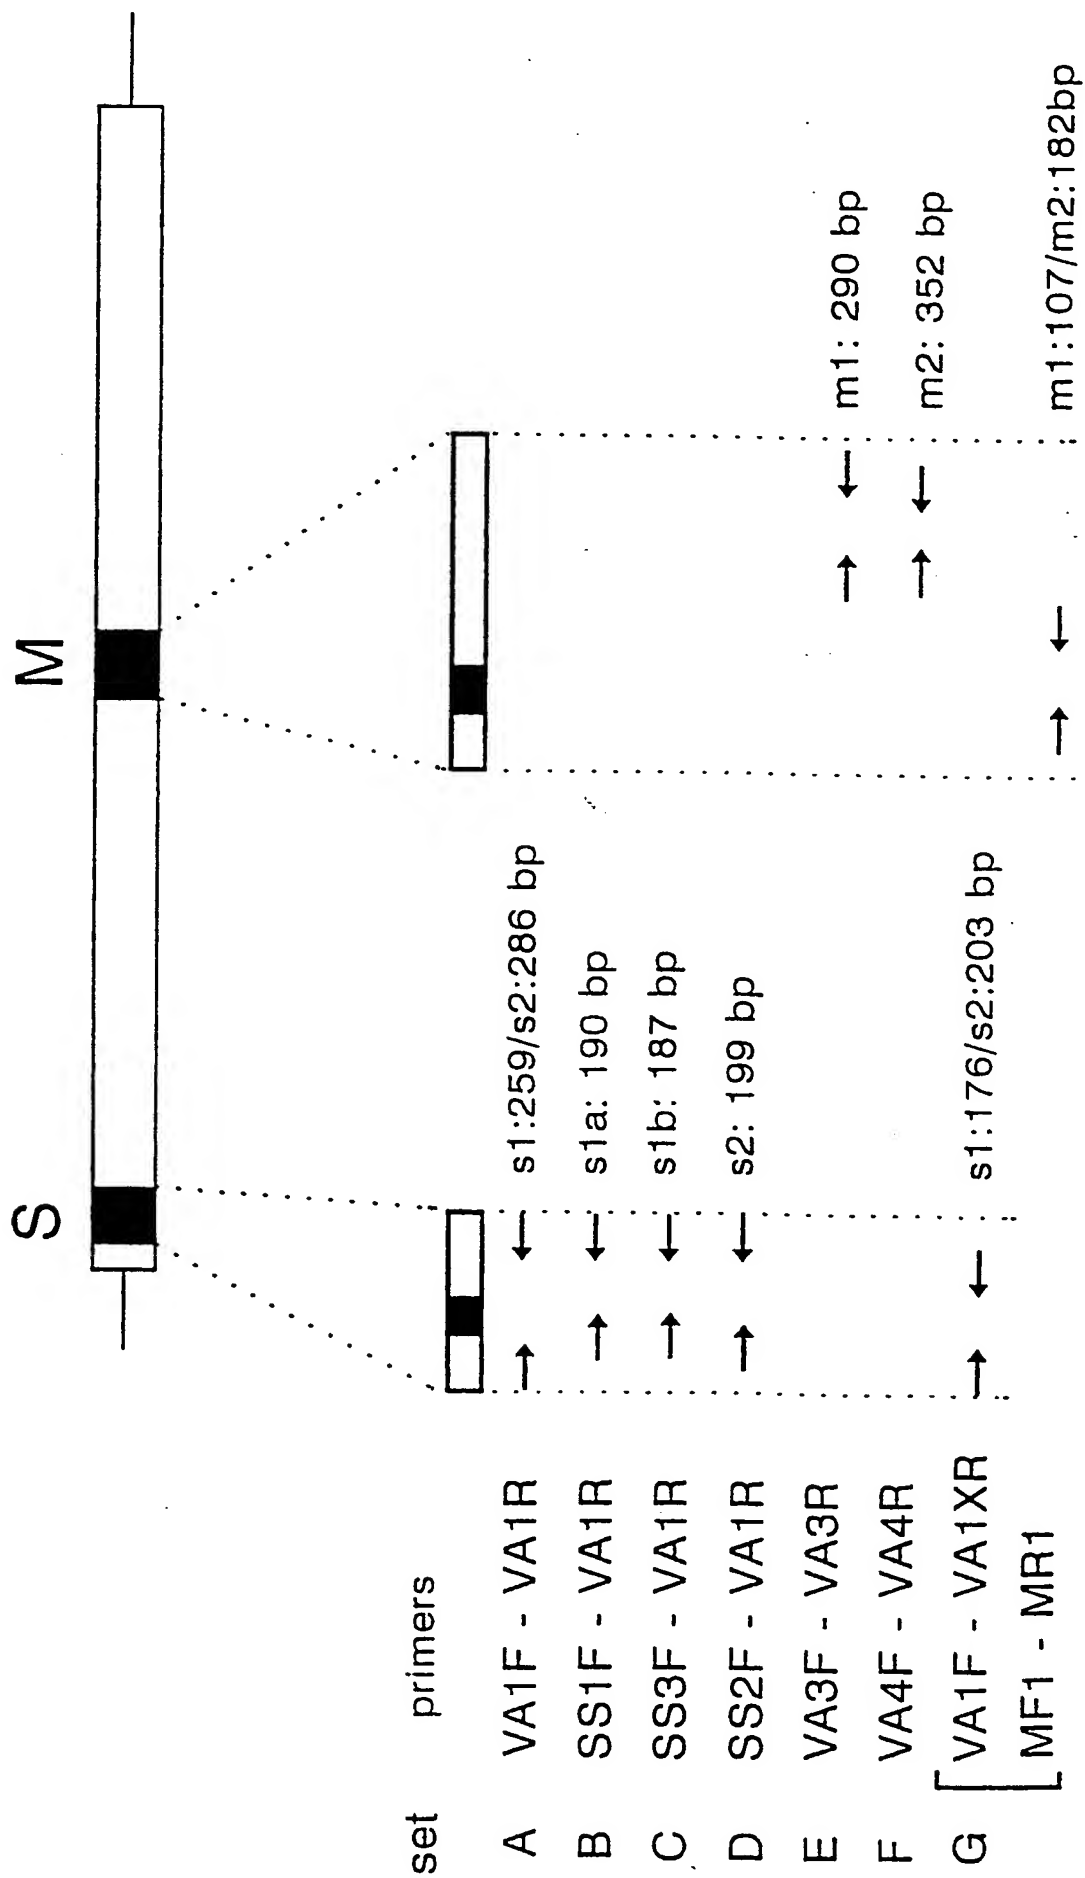 S M
set primers
A VA1F - VA1R s1:259/s2:286 bp
B SS1F - VA1R s1a: 190 bp
C SS3F - VA1R s1b: 187 bp
D SS2F - VA1R s2: 199 bp
E VA3F - VA3R m1: 290 bp
F VA4F - VA4R m2: 352 bp
G VA1F - VA1XR s1:176/s2:203 bp
MF1 - MR1 m1:107/m2:182bp